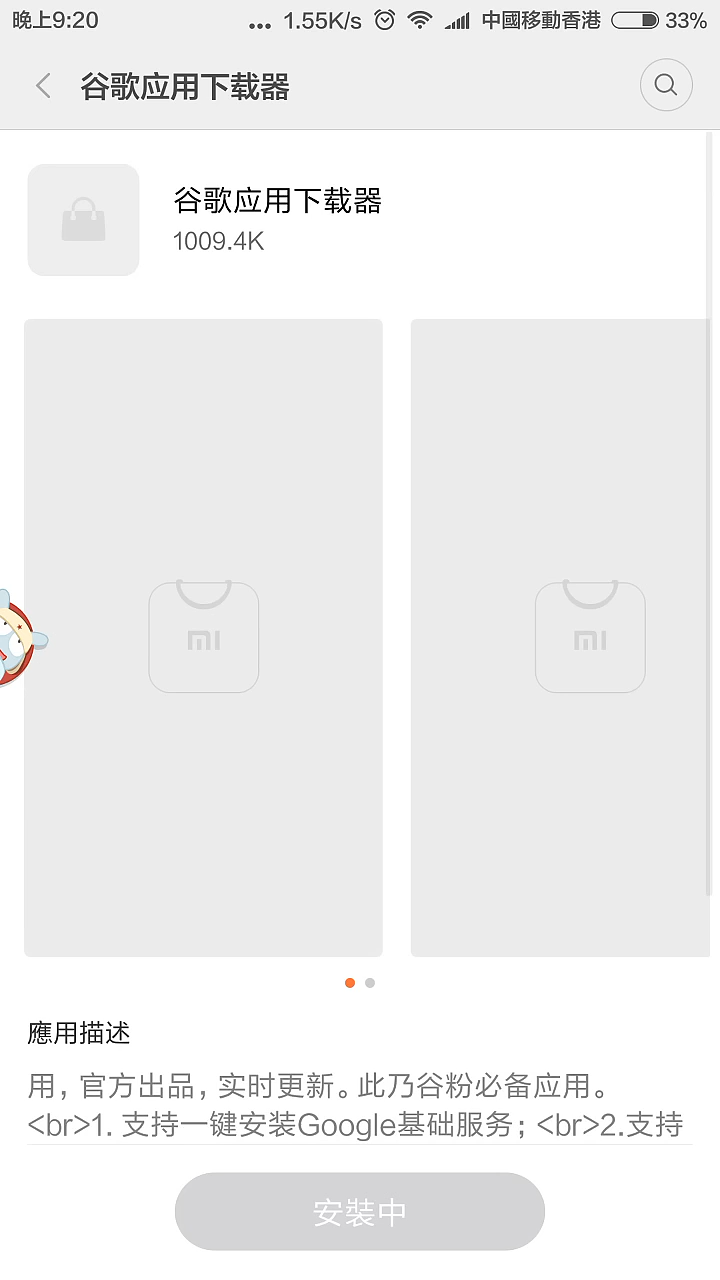 晚上9:20 ... 1.55K/s 中國移動香港 33%
谷歌应用下载器
谷歌应用下载器
1009.4K
MI MI
應用描述
用，官方出品，实时更新。此乃谷粉必备应用。
<br>1. 支持一键安装Google基础服务；<br>2.支持
安裝中